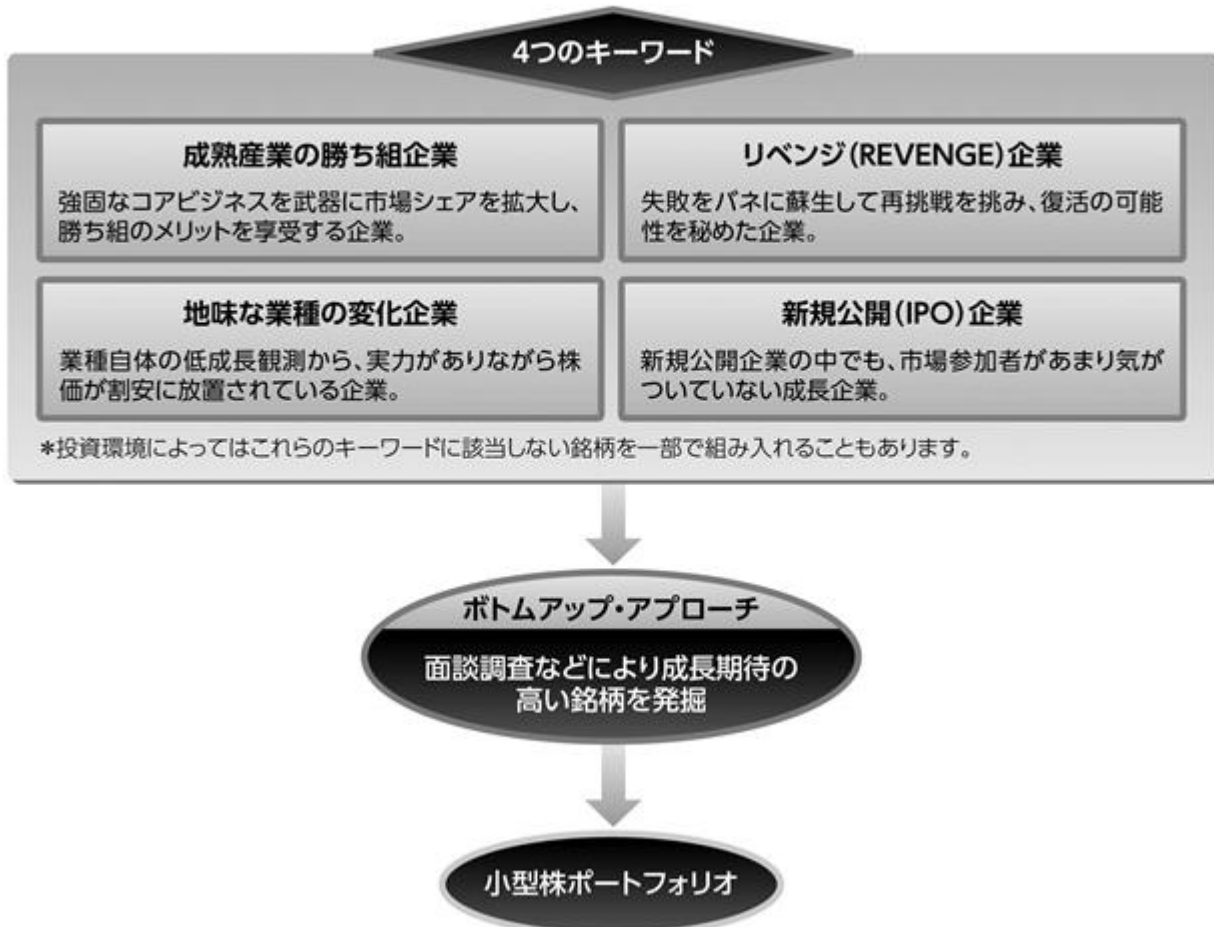 4つのキーワード
成熟産業の勝ち組企業
強固なコアビジネスを武器に市場シェアを拡大し、
勝ち組のメリットを享受する企業。
リベンジ(REVENGE)企業
失敗をバネに蘇生して再挑戦を挑み、復活の可能
性を秘めた企業。
地味な業種の変化企業
業種自体の低成長観測から、実力がありながら株
価が割安に放置されている企業。
新規公開(IPO)企業
新規公開企業の中でも、市場参加者があまり気が
ついていない成長企業。
*投資環境によってはこれらのキーワードに該当しない銘柄を一部で組み入れることもあります。
ボトムアップ・アプローチ
面談調査などにより成長期待の
高い銘柄を発掘
小型株ポートフォリオ